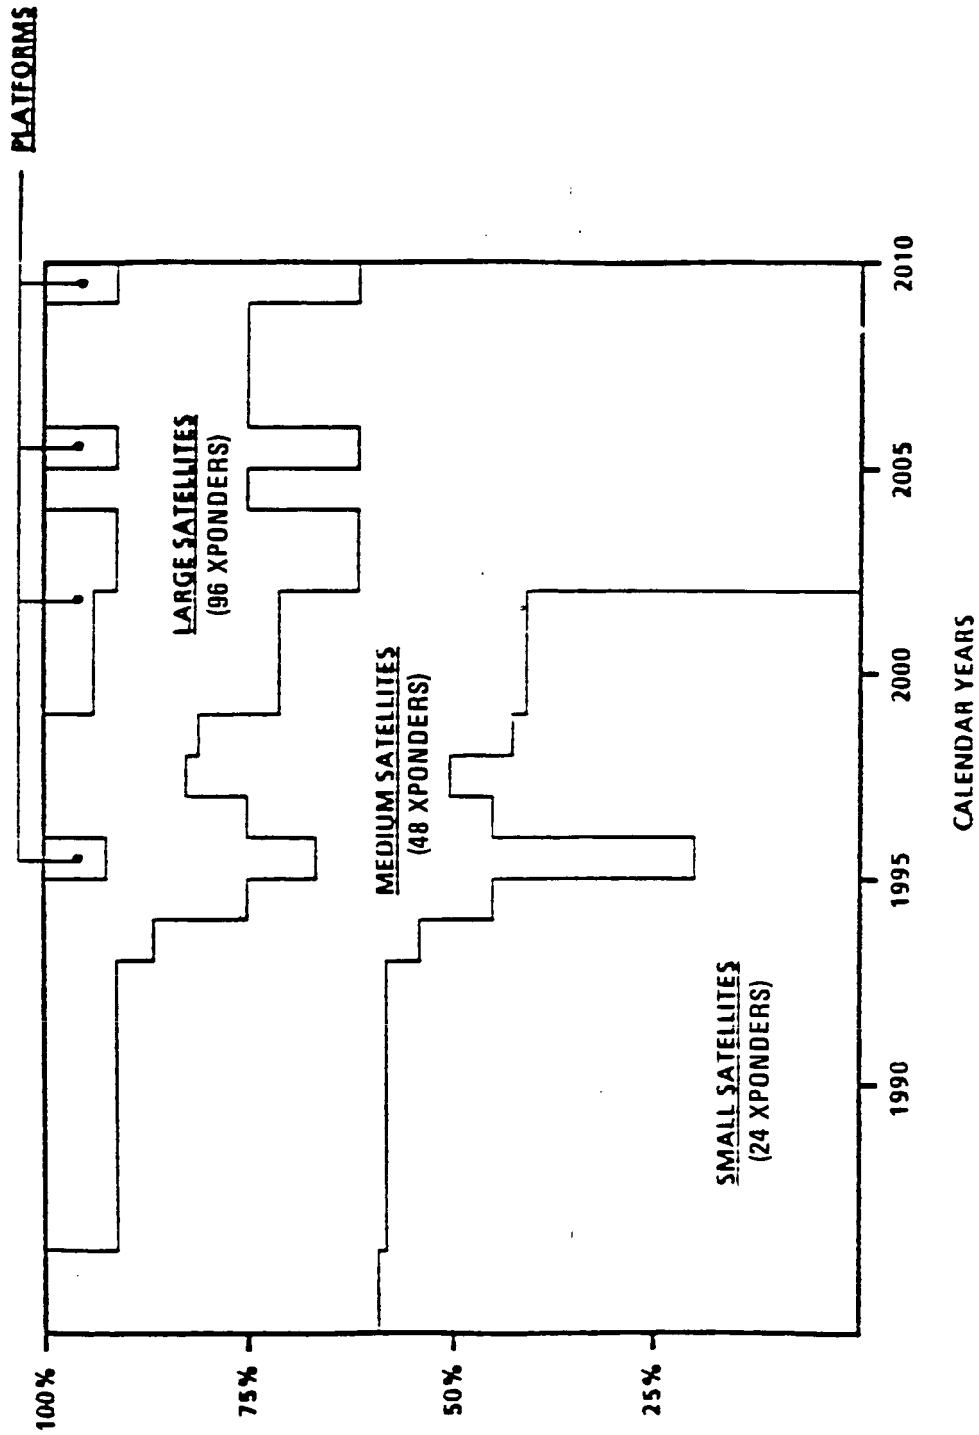 PLATFORMS
100%
75%
50%
25%
LARGE SATELLITES
(96 XPONDERS)
MEDIUM SATELLITES
(48 XPONDERS)
SMALL SATELLITES
(24 XPONDERS)
1990
1995
2000
2005
2010
CALENDAR YEARS